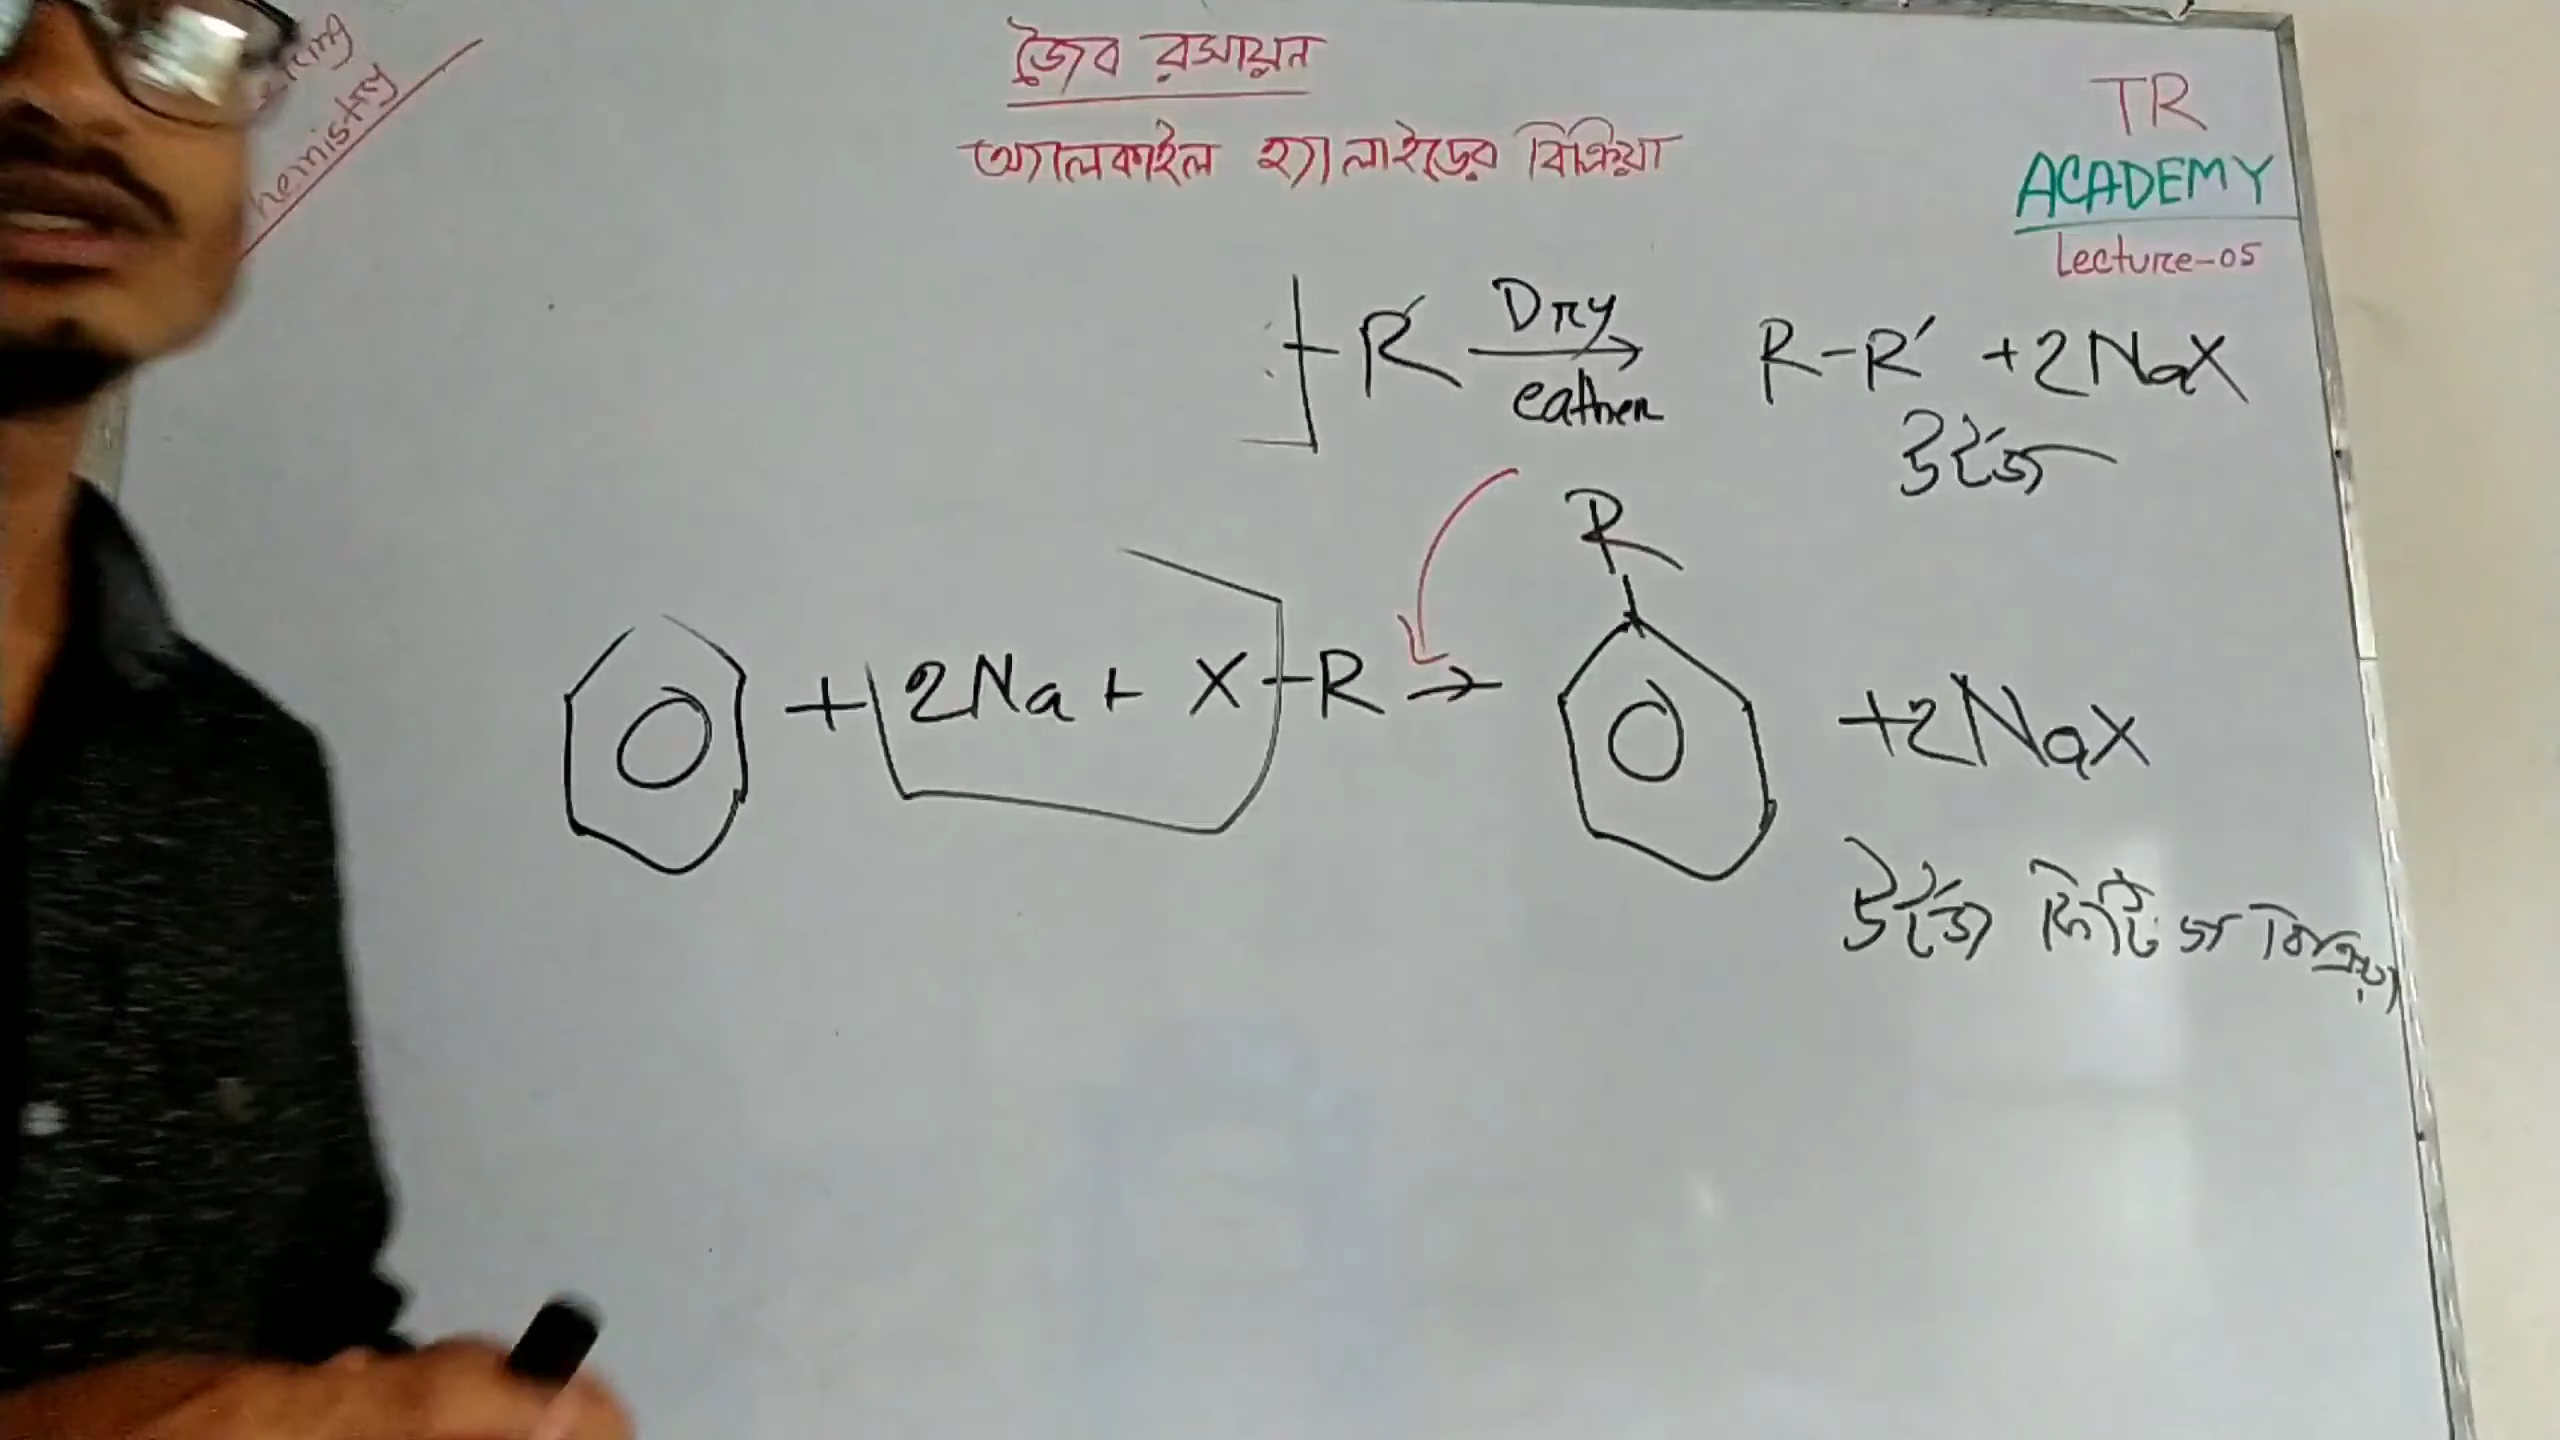 hemistry
জৈব রসায়ন
অ্যালকাইল হ্যালাইডের বিক্রিয়া
TR
ACADEMY
Lecture-05
R′ Dry eather → R-R′ +2NaX
উর্টজ
R
+ 2Na + X-R → +2NaX
উর্টজ ফিটিজ বিক্রিয়া